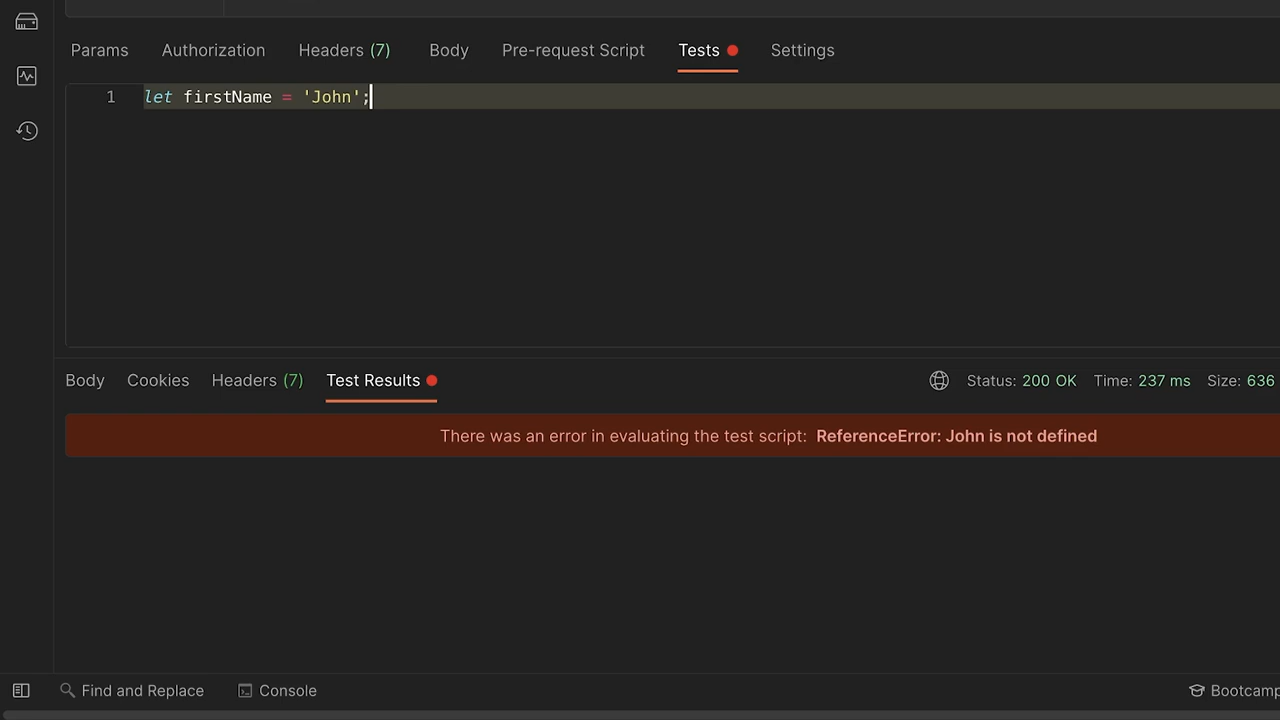 Params Authorization Headers (7) Body Pre-request Script Tests Settings
1 let firstName = 'John';
Body Cookies Headers (7) Test Results Status: 200 OK Time: 237 ms Size: 636
There was an error in evaluating the test script: ReferenceError: John is not defined
Find and Replace Console Bootcamp